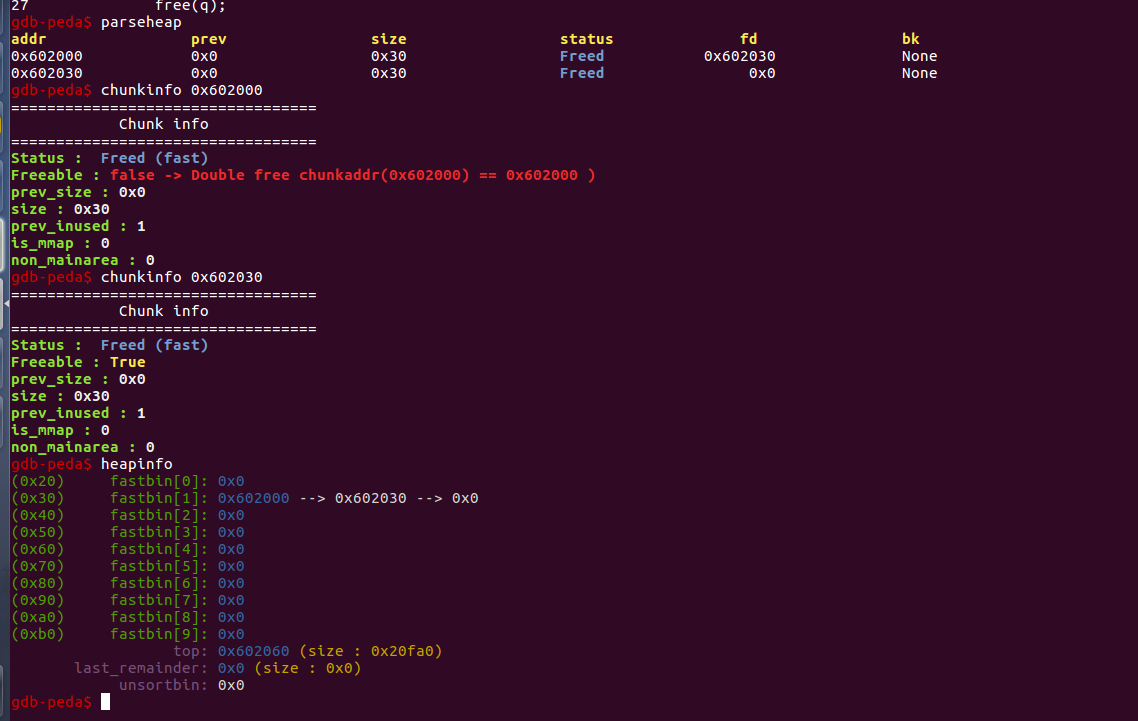 27 free(q);
gdb-peda$ parseheap
addr prev size status fd bk
0x602000 0x0 0x30 Freed 0x602030 None
0x602030 0x0 0x30 Freed 0x0 None
gdb-peda$ chunkinfo 0x602000
==================================
Chunk info
==================================
Status : Freed (fast)
Freeable : false -> Double free chunkaddr(0x602000) == 0x602000 )
prev_size : 0x0
size : 0x30
prev_inused : 1
is_mmap : 0
non_mainarea : 0
gdb-peda$ chunkinfo 0x602030
==================================
Chunk info
==================================
Status : Freed (fast)
Freeable : True
prev_size : 0x0
size : 0x30
prev_inused : 1
is_mmap : 0
non_mainarea : 0
gdb-peda$ heapinfo
(0x20) fastbin[0]: 0x0
(0x30) fastbin[1]: 0x602000 --> 0x602030 --> 0x0
(0x40) fastbin[2]: 0x0
(0x50) fastbin[3]: 0x0
(0x60) fastbin[4]: 0x0
(0x70) fastbin[5]: 0x0
(0x80) fastbin[6]: 0x0
(0x90) fastbin[7]: 0x0
(0xa0) fastbin[8]: 0x0
(0xb0) fastbin[9]: 0x0
top: 0x602060 (size : 0x20fa0)
last_remainder: 0x0 (size : 0x0)
unsortbin: 0x0
gdb-peda$